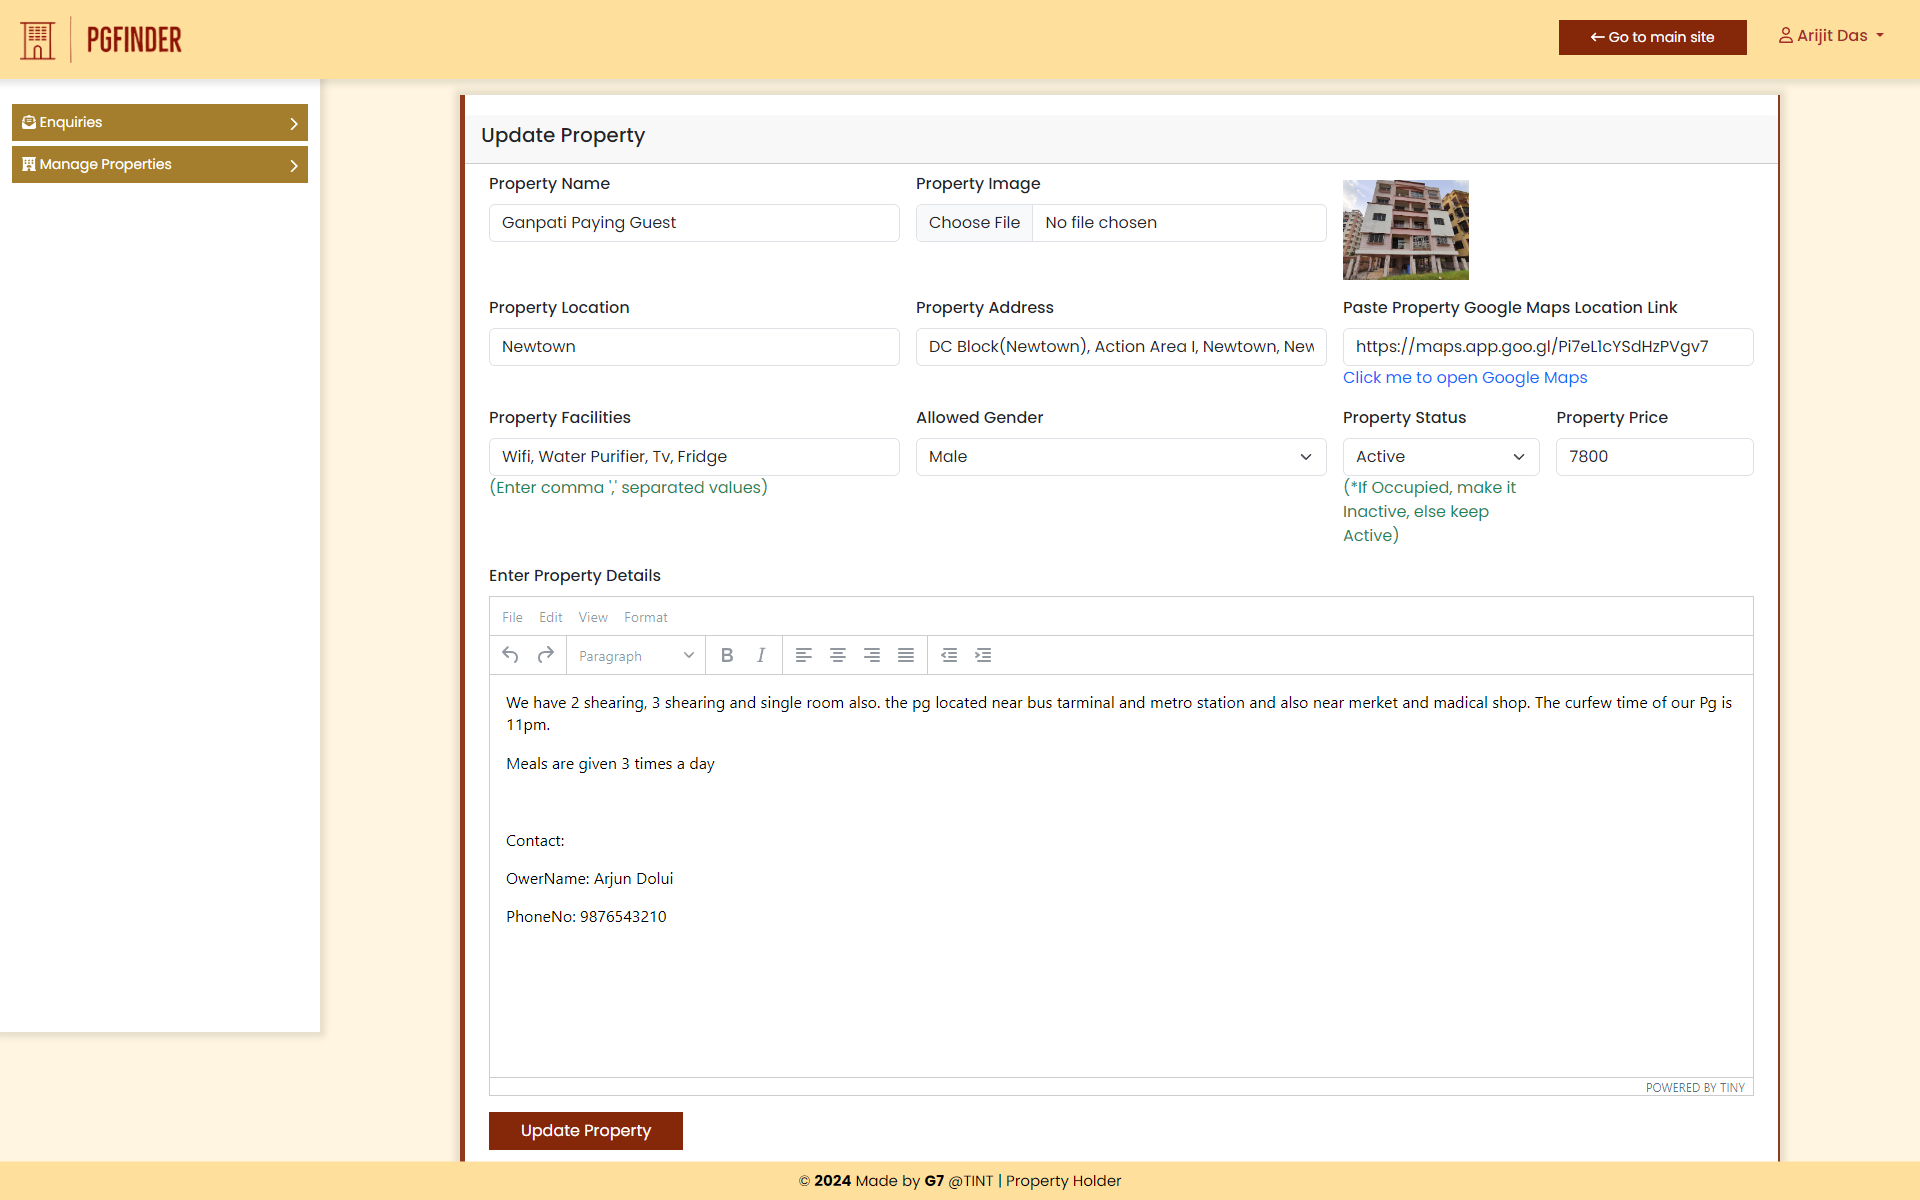 PGFINDER
← Go to main site
Arijit Das
Enquiries
Manage Properties
Update Property
Property Name
Property Image
Ganpati Paying Guest
Choose File
No file chosen
Property Location
Property Address
Paste Property Google Maps Location Link
Newtown
DC Block(Newtown), Action Area I, Newtown, New
https://maps.app.goo.gl/Pi7eL1cYSdHzPVgv7
Click me to open Google Maps
Property Facilities
Allowed Gender
Property Status
Property Price
Wifi, Water Purifier, Tv, Fridge
Male
Active
7800
(Enter comma ',' separated values)
(*If Occupied, make it
Inactive, else keep
Active)
Enter Property Details
File Edit View Format
Paragraph B I
We have 2 shearing, 3 shearing and single room also. the pg located near bus tarminal and metro station and also near merket and madical shop. The curfew time of our Pg is
11pm.
Meals are given 3 times a day
Contact:
OwerName: Arjun Dolui
PhoneNo: 9876543210
POWERED BY TINY
Update Property
© 2024 Made by G7 @TINT | Property Holder